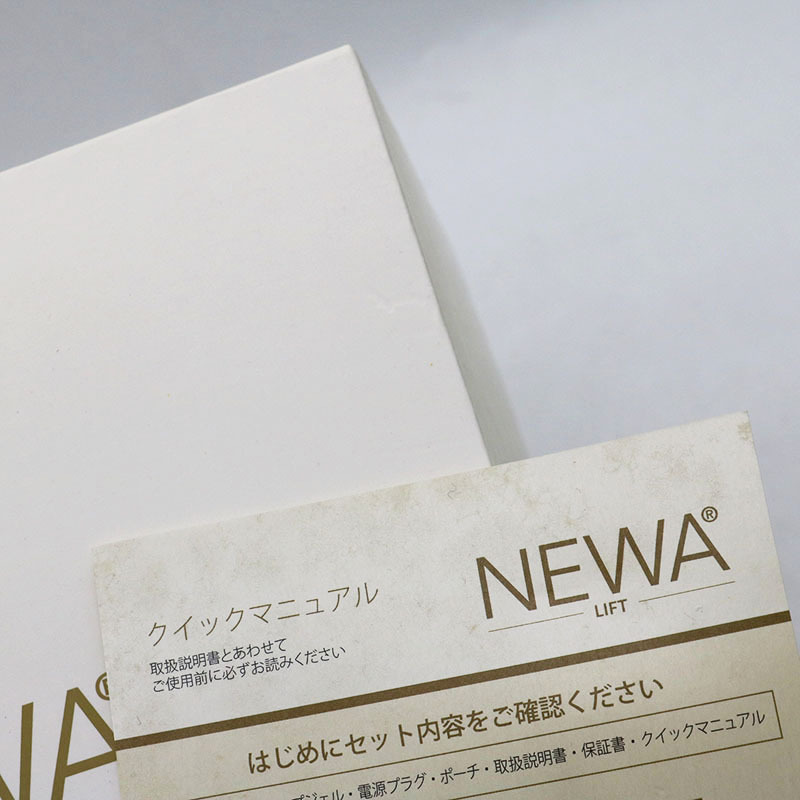 クイックマニュアル
取扱説明書とあわせて
ご使用前に必ずお読みください
NEWA®
LIFT
はじめにセット内容をご確認ください
プジェル・電源プラグ・ポーチ・取扱説明書・保証書・クイックマニュアル
WA®